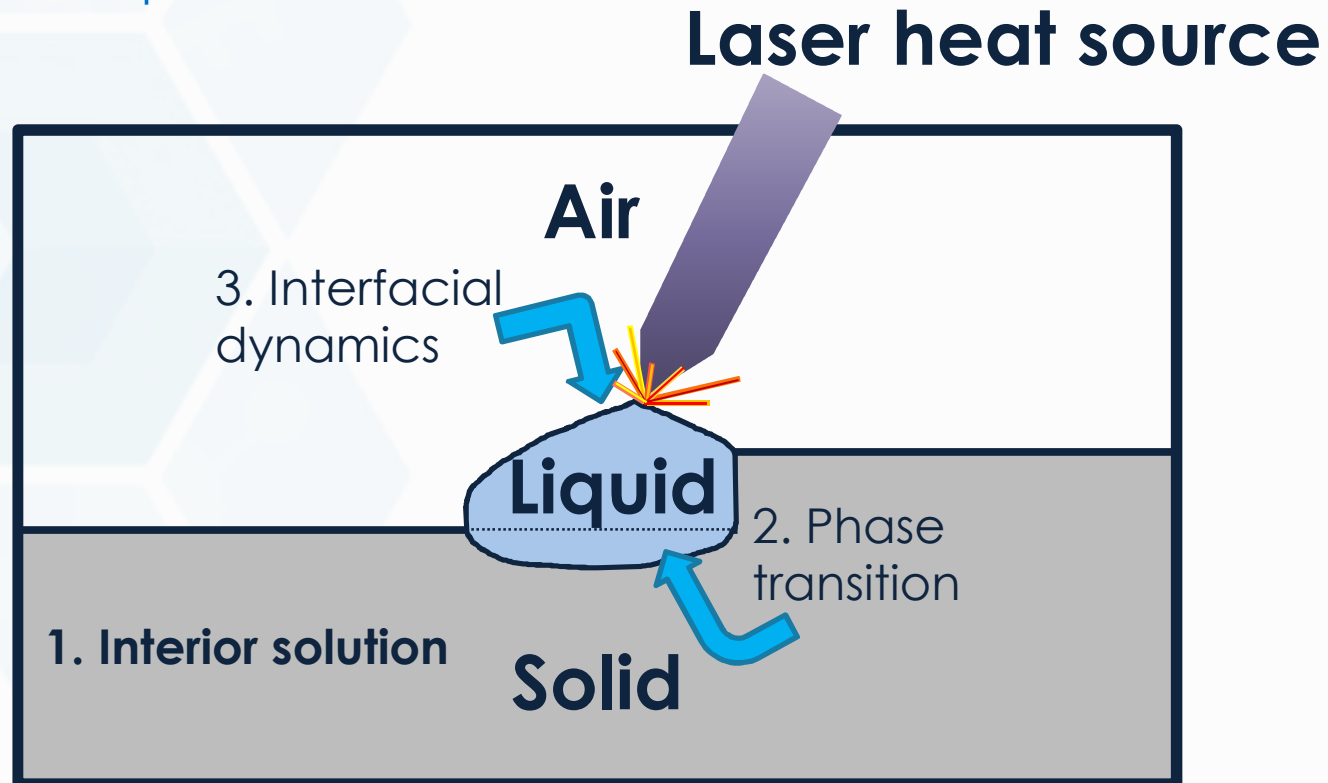 Laser heat source
Air
3. Interfacial
dynamics
Liquid
2. Phase
transition
1. Interior solution
Solid